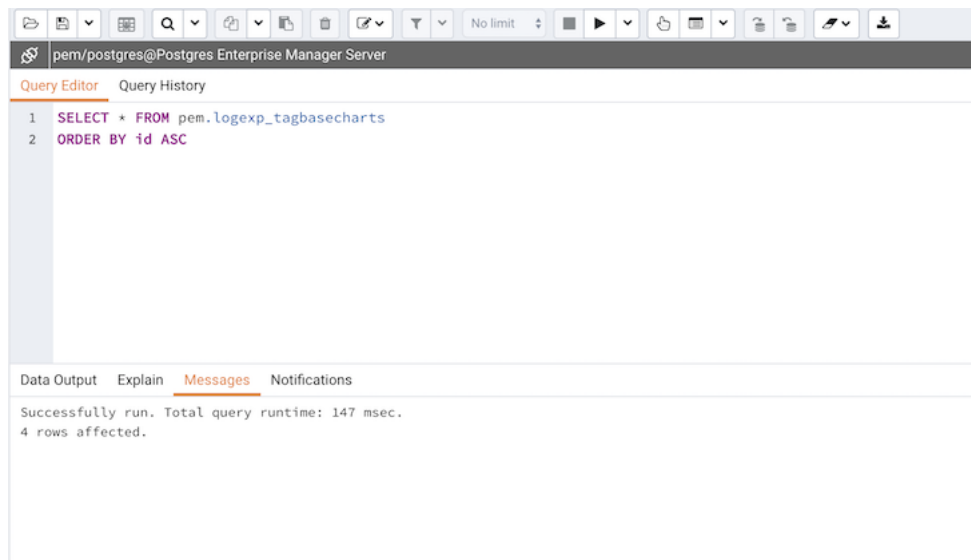 No limit
pem/postgres@Postgres Enterprise Manager Server
Query Editor Query History
1 SELECT * FROM pem.logexp_tagbasecharts
2 ORDER BY id ASC
Data Output Explain Messages Notifications
Successfully run. Total query runtime: 147 msec.
4 rows affected.